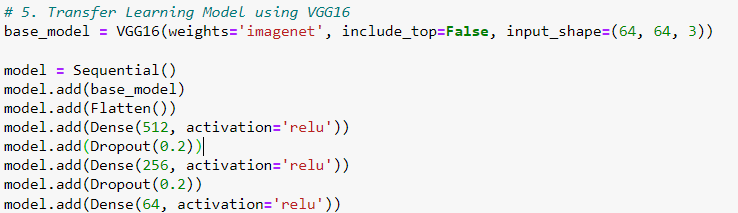 # 5. Transfer Learning Model using VGG16
base_model = VGG16(weights='imagenet', include_top=False, input_shape=(64, 64, 3))
model = Sequential()
model.add(base_model)
model.add(Flatten())
model.add(Dense(512, activation='relu'))
model.add(Dropout(0.2))
model.add(Dense(256, activation='relu'))
model.add(Dropout(0.2))
model.add(Dense(64, activation='relu'))